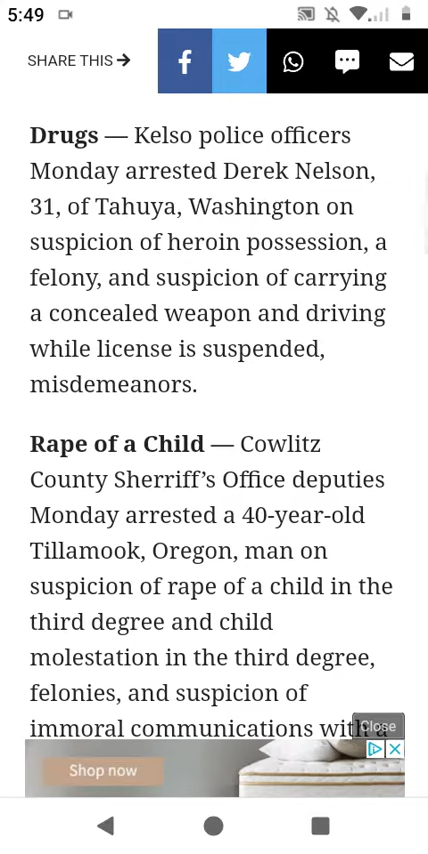 5:49
SHARE THIS →
Drugs — Kelso police officers
Monday arrested Derek Nelson,
31, of Tahuya, Washington on
suspicion of heroin possession, a
felony, and suspicion of carrying
a concealed weapon and driving
while license is suspended,
misdemeanors.
Rape of a Child — Cowlitz
County Sherriff’s Office deputies
Monday arrested a 40-year-old
Tillamook, Oregon, man on
suspicion of rape of a child in the
third degree and child
molestation in the third degree,
felonies, and suspicion of
immoral communications with a
Close
Shop now